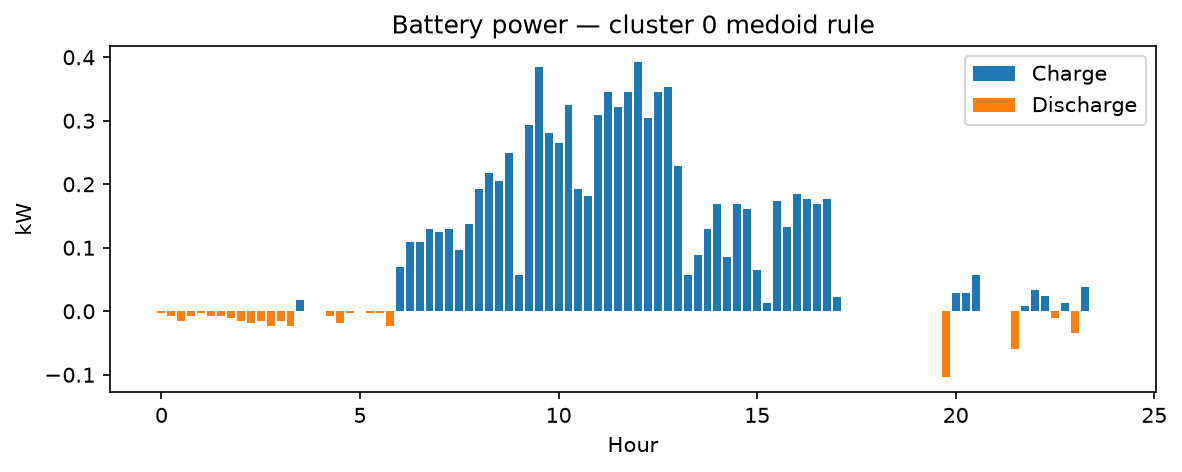 Battery power — cluster 0 medoid rule
Charge
Discharge
kW
0.4
0.3
0.2
0.1
0.0
−0.1
0 5 10 15 20 25
Hour